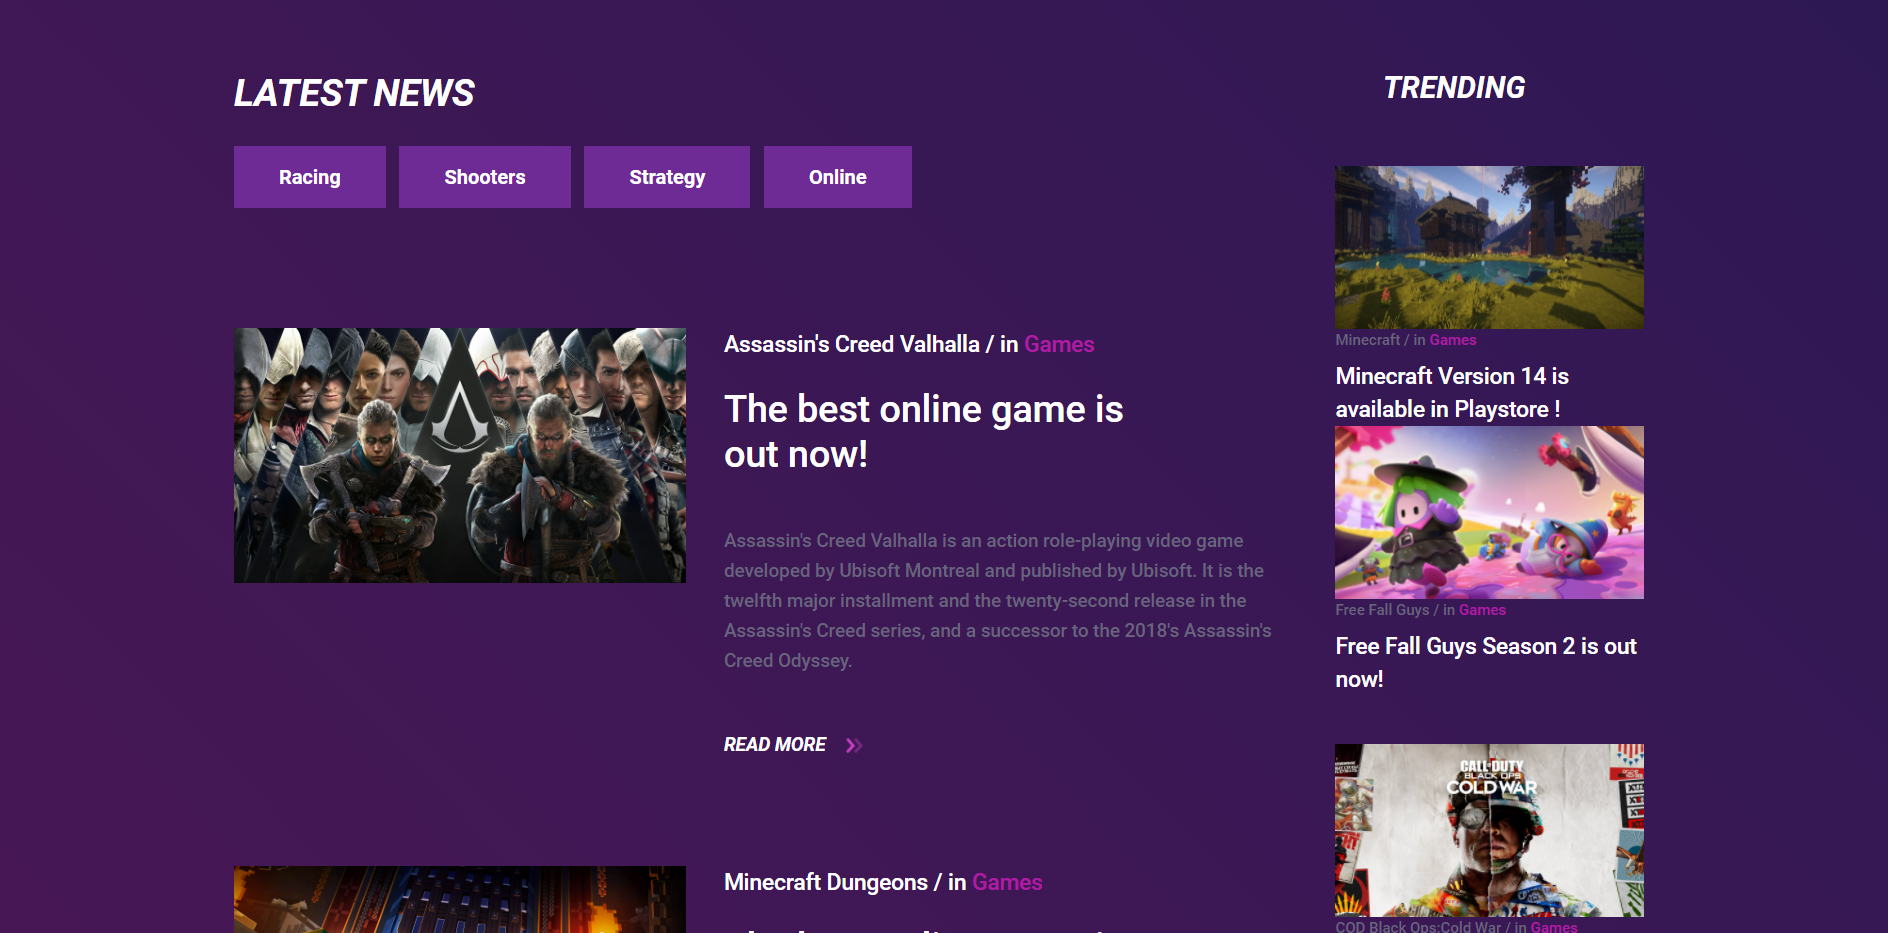 LATEST NEWS
Racing
Shooters
Strategy
Online
Assassin's Creed Valhalla / in Games
The best online game is
out now!
Assassin's Creed Valhalla is an action role-playing video game
developed by Ubisoft Montreal and published by Ubisoft. It is the
twelfth major installment and the twenty-second release in the
Assassin's Creed series, and a successor to the 2018's Assassin's
Creed Odyssey.
READ MORE
Minecraft Dungeons / in Games
TRENDING
Minecraft / in Games
Minecraft Version 14 is
available in Playstore !
Free Fall Guys / in Games
Free Fall Guys Season 2 is out
now!
CALL OF DUTY
BLACK OPS
COLD WAR
COD Black Ops:Cold War / in Games